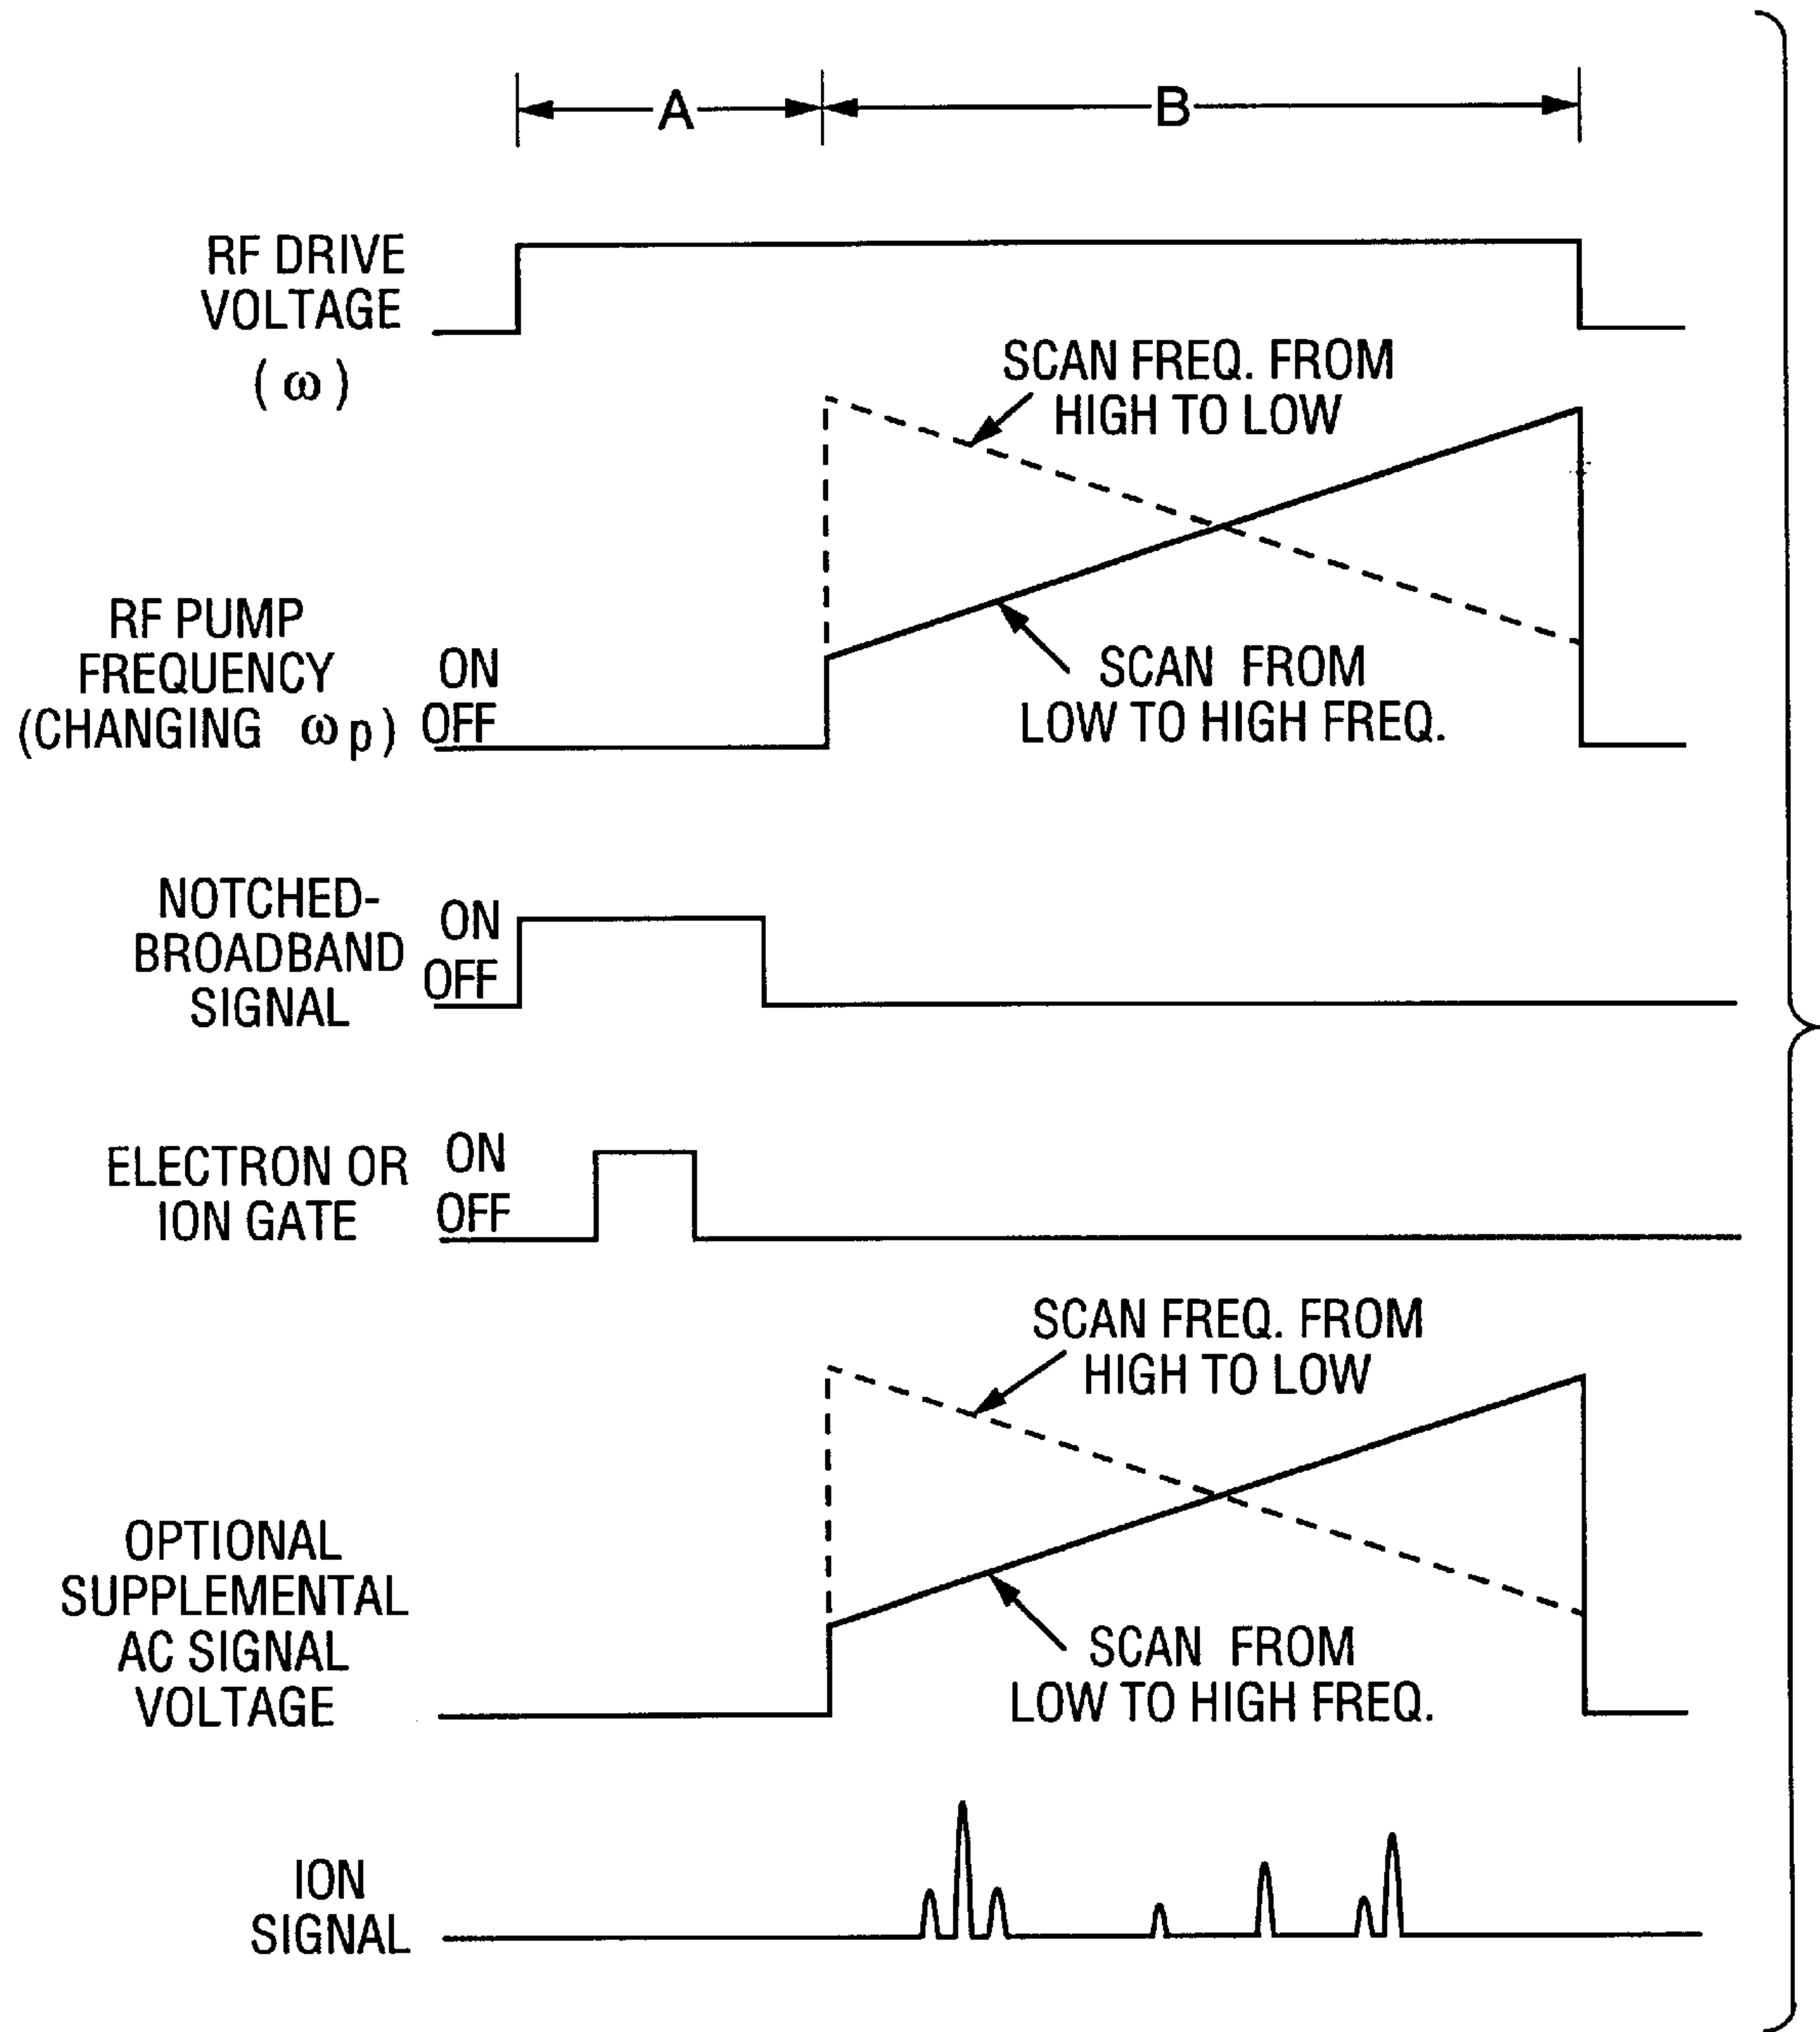 A
B
RF DRIVE
VOLTAGE
(ω)
SCAN FREQ. FROM
HIGH TO LOW
RF PUMP
FREQUENCY
(CHANGING ωp)
ON
OFF
SCAN FROM
LOW TO HIGH FREQ.
NOTCHED-
BROADBAND
SIGNAL
ON
OFF
ELECTRON OR
ION GATE
ON
OFF
SCAN FREQ. FROM
HIGH TO LOW
OPTIONAL
SUPPLEMENTAL
AC SIGNAL
VOLTAGE
SCAN FROM
LOW TO HIGH FREQ.
ION
SIGNAL